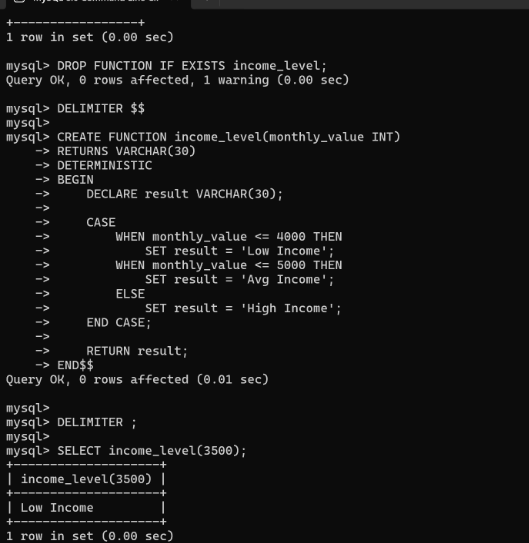 +-----------------+
1 row in set (0.00 sec)
mysql> DROP FUNCTION IF EXISTS income_level;
Query OK, 0 rows affected, 1 warning (0.00 sec)
mysql> DELIMITER $$
mysql>
mysql> CREATE FUNCTION income_level(monthly_value INT)
    -> RETURNS VARCHAR(30)
    -> DETERMINISTIC
    -> BEGIN
    ->     DECLARE result VARCHAR(30);
    ->
    ->     CASE
    ->         WHEN monthly_value <= 4000 THEN
    ->             SET result = 'Low Income';
    ->         WHEN monthly_value <= 5000 THEN
    ->             SET result = 'Avg Income';
    ->         ELSE
    ->             SET result = 'High Income';
    ->     END CASE;
    ->
    ->     RETURN result;
    -> END$$
Query OK, 0 rows affected (0.01 sec)
mysql>
mysql> DELIMITER ;
mysql>
mysql> SELECT income_level(3500);
+--------------------+
| income_level(3500) |
+--------------------+
| Low Income         |
+--------------------+
1 row in set (0.00 sec)